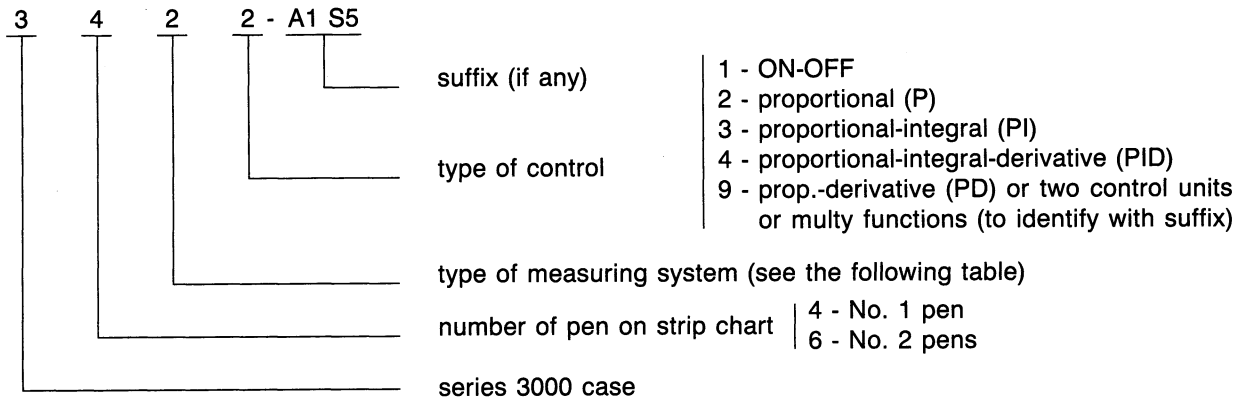 3 4 2 2 - A1 S5
suffix (if any)
1 - ON-OFF
2 - proportional (P)
3 - proportional-integral (PI)
4 - proportional-integral-derivative (PID)
9 - prop.-derivative (PD) or two control units
or multy functions (to identify with suffix)
type of control
type of measuring system (see the following table)
number of pen on strip chart
4 - No. 1 pen
6 - No. 2 pens
series 3000 case